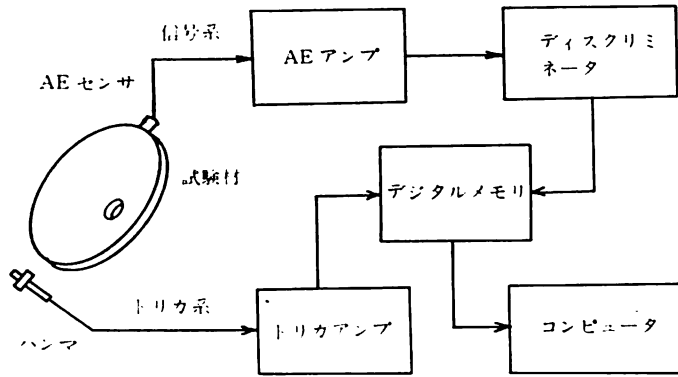 信号系
AEアンプ
ディスクリミ
ネータ
AEセンサ
試験材
デジタルメモリ
トリカ系
トリカアンプ
コンピュータ
ハンマ